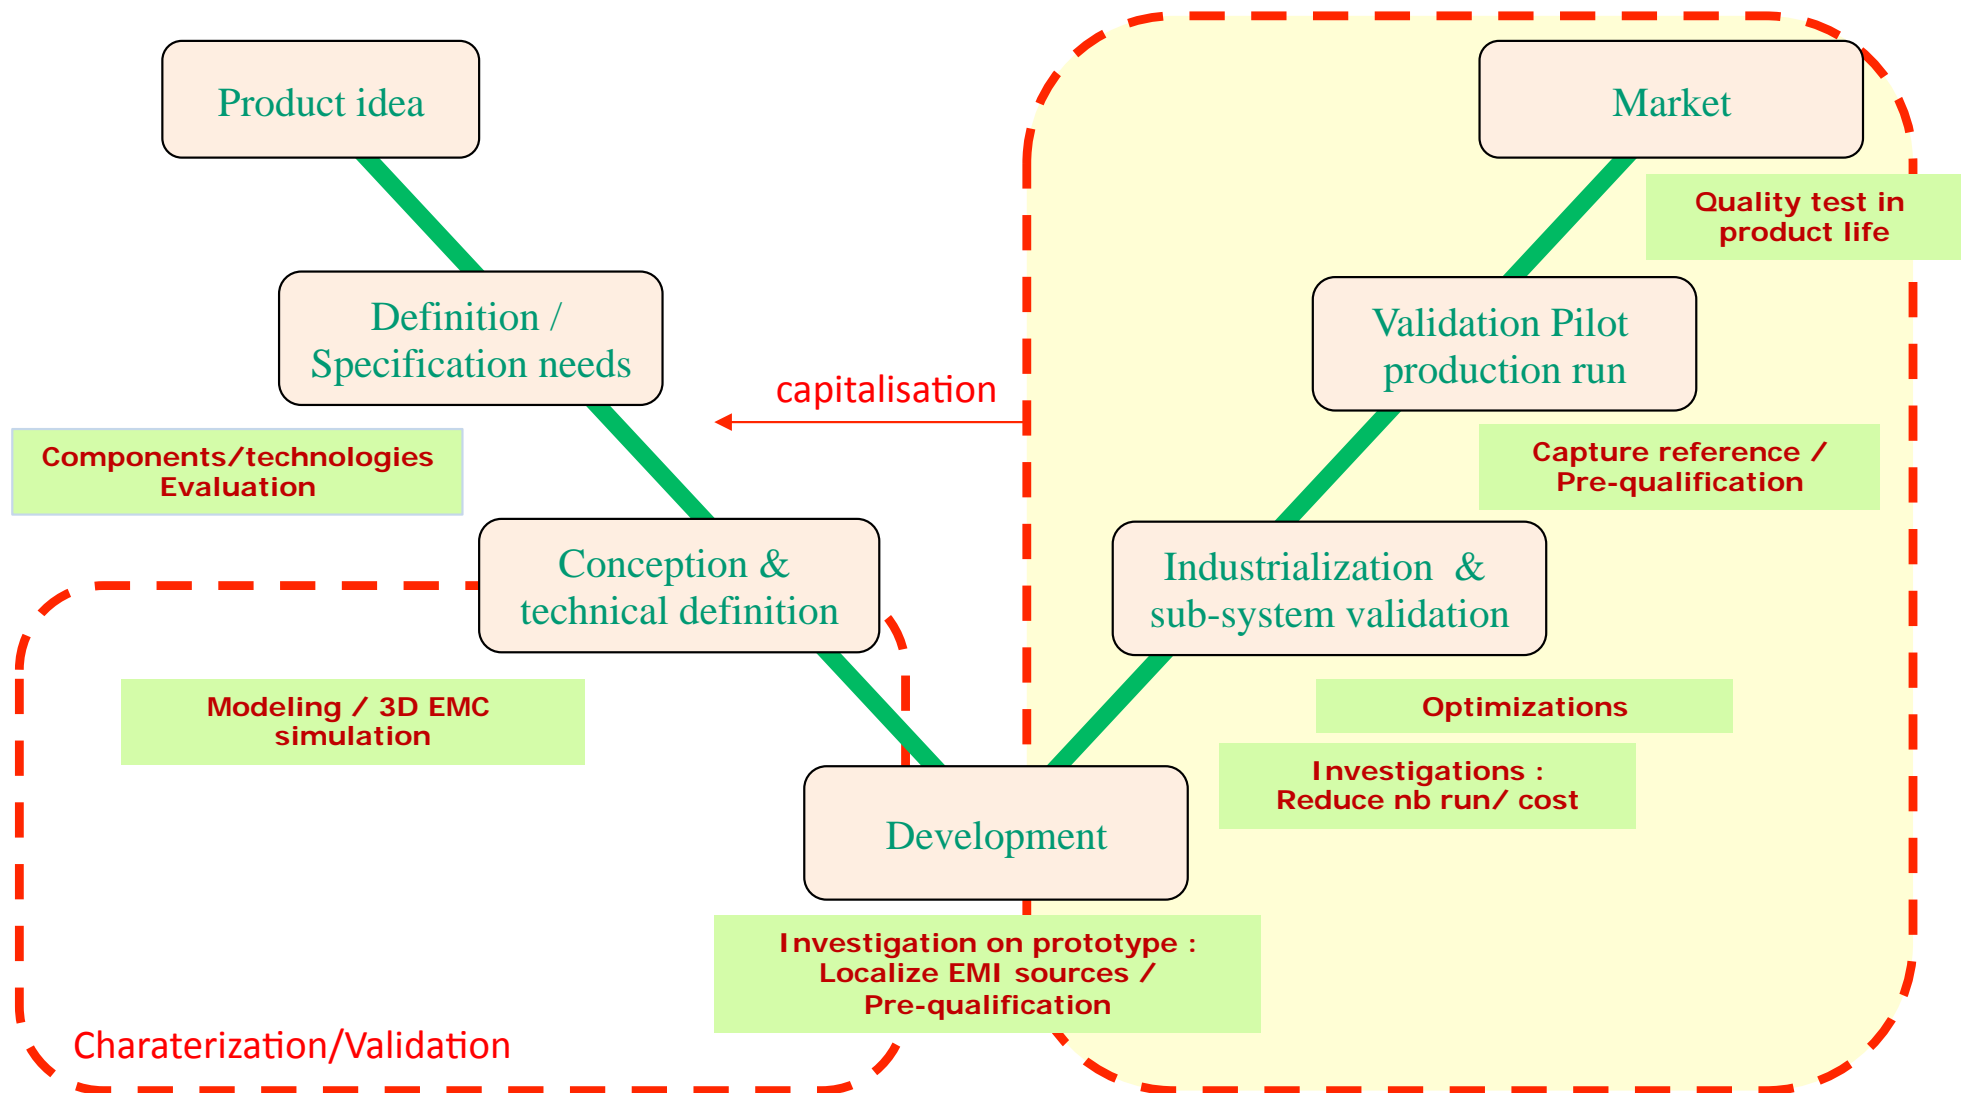 Product idea
Market
Quality test in
product life
Definition /
Specification needs
Validation Pilot
production run
capitalisation
Components/technologies
Evaluation
Capture reference /
Pre-qualification
Conception &
technical definition
Industrialization  &
sub-system validation
Modeling / 3D EMC
simulation
Optimizations
Investigations :
Reduce nb run/ cost
Development
Investigation on prototype :
Localize EMI sources /
Pre-qualification
Charaterization/Validation